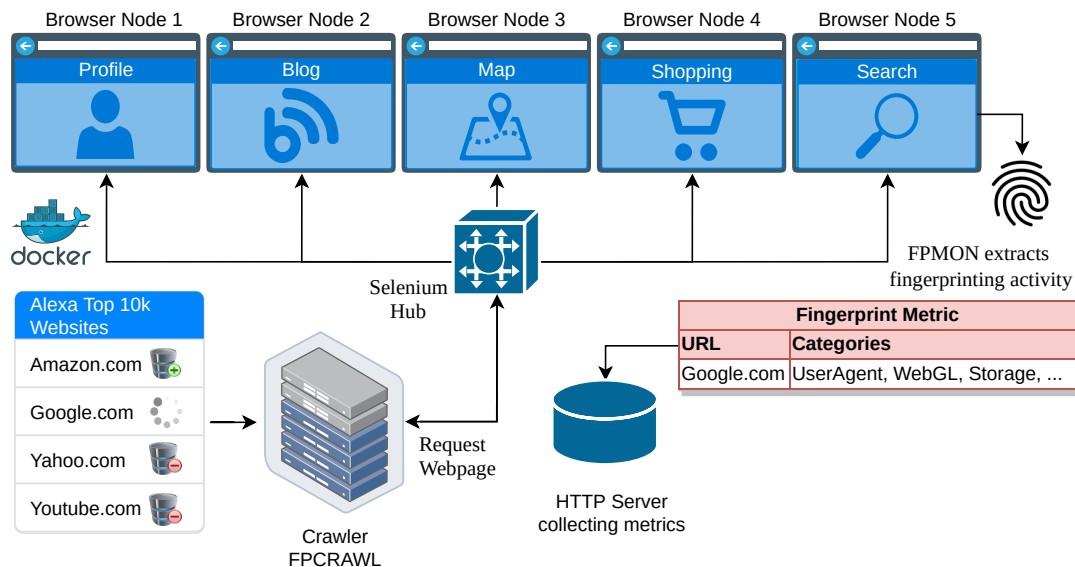 Browser Node 1
Browser Node 2
Browser Node 3
Browser Node 4
Browser Node 5
Profile
Blog
Map
Shopping
Search
docker
Selenium
Hub
FPMON extracts
fingerprinting activity
Alexa Top 10k
Websites
Amazon.com
Google.com
Yahoo.com
Youtube.com
Crawler
FPCRAWL
Request
Webpage
Fingerprint Metric
URL
Categories
Google.com
UserAgent, WebGL, Storage, ...
HTTP Server
collecting metrics